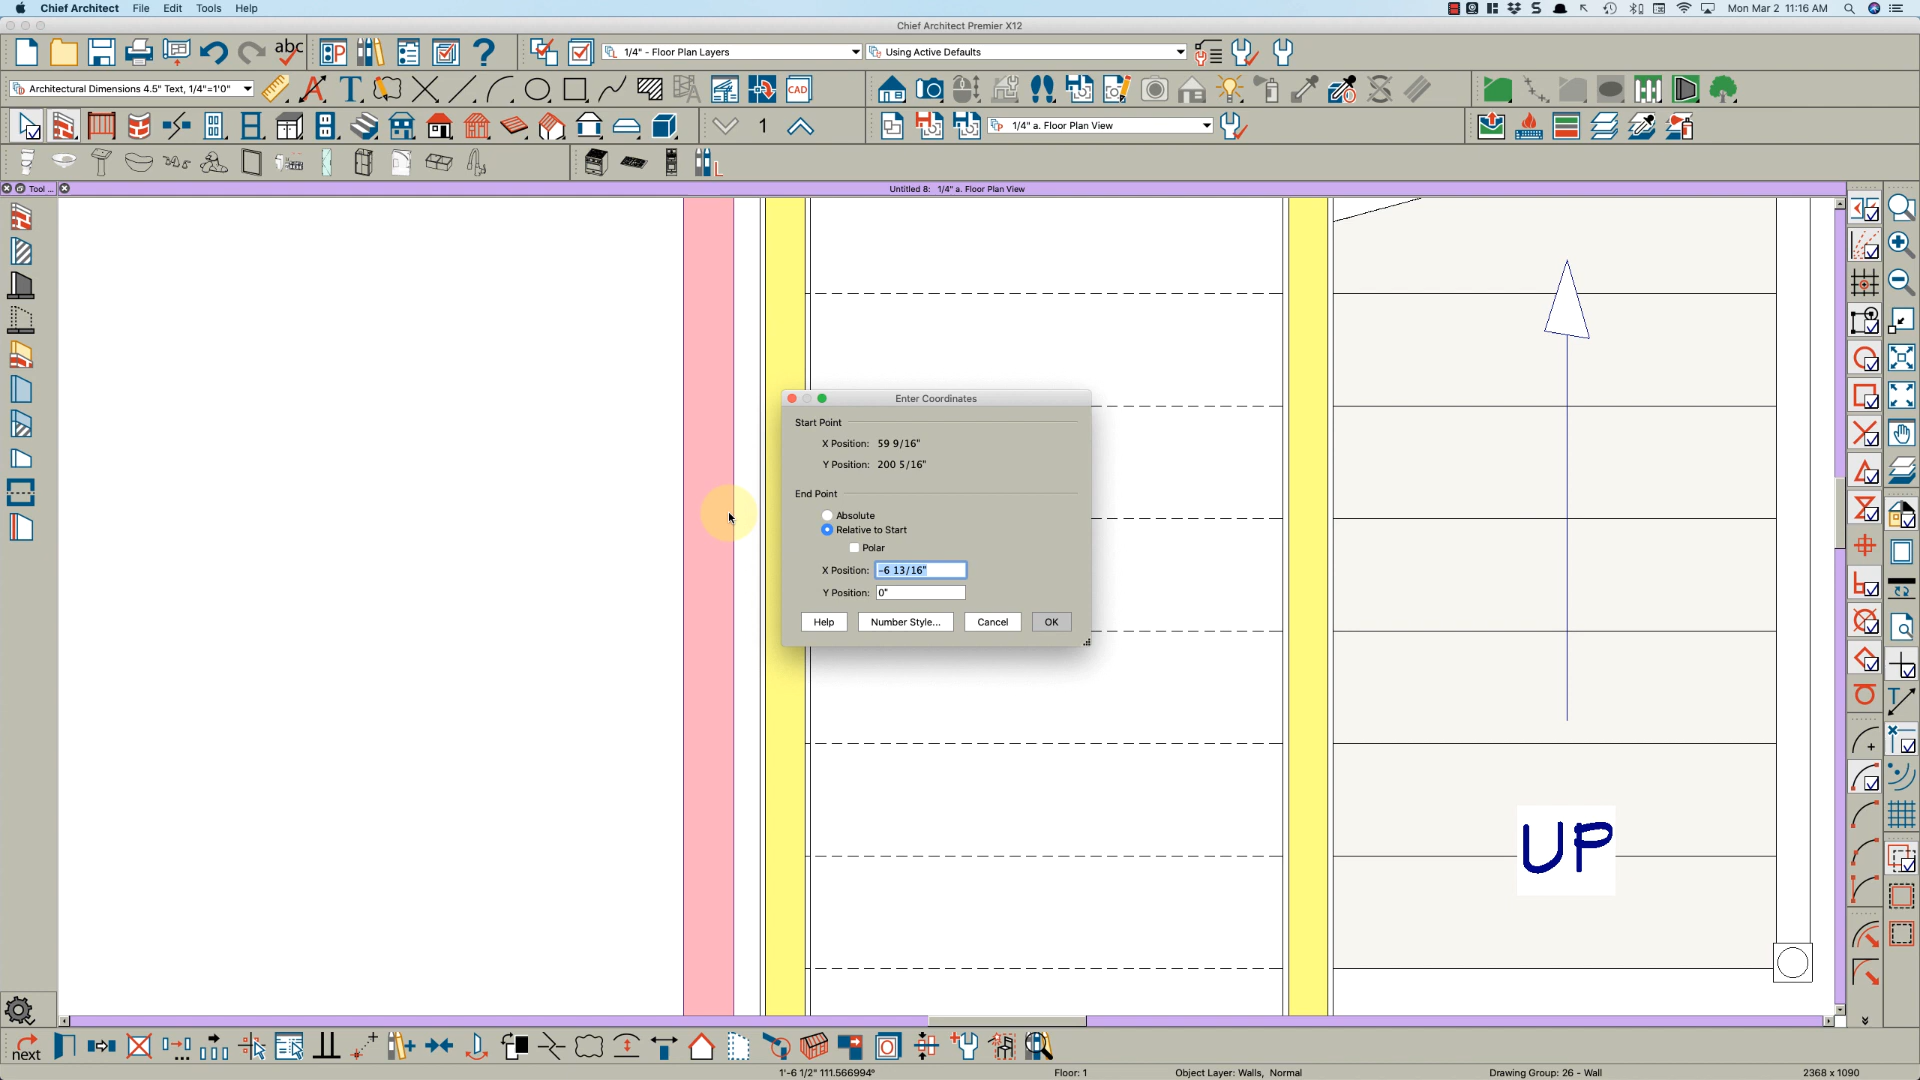 Chief Architect File Edit Tools Help
Mon Mar 2 11:16 AM
Chief Architect Premier X12
abc
1/4" - Floor Plan Layers
Using Active Defaults
Architectural Dimensions 4.5" Text, 1/4"=1'0"
CAD
1
1/4" a. Floor Plan View
Tool ...
Untitled 8: 1/4" a. Floor Plan View
Enter Coordinates
Start Point
X Position: 59 9/16"
Y Position: 200 5/16"
End Point
Absolute
Relative to Start
Polar
X Position: -6 13/16"
Y Position: 0"
Help
Number Style...
Cancel
OK
UP
next
1'-6 1/2" 111.566994°
Floor: 1
Object Layer: Walls, Normal
Drawing Group: 26 - Wall
2368 x 1090